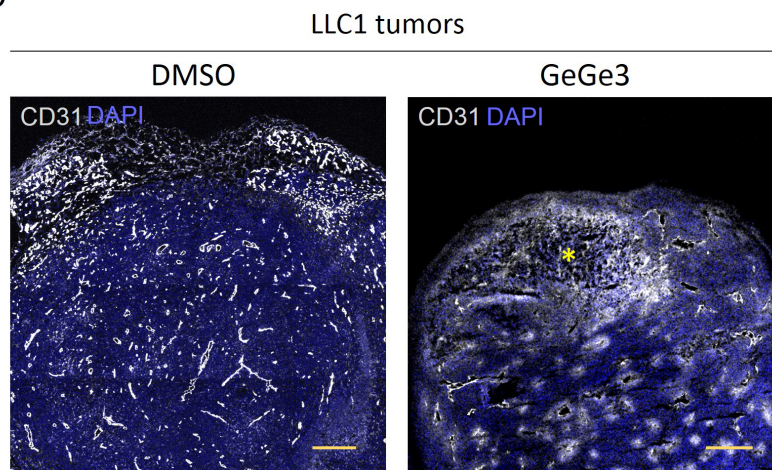 LLC1 tumors
DMSO
GeGe3
CD31 DAPI
CD31 DAPI
*